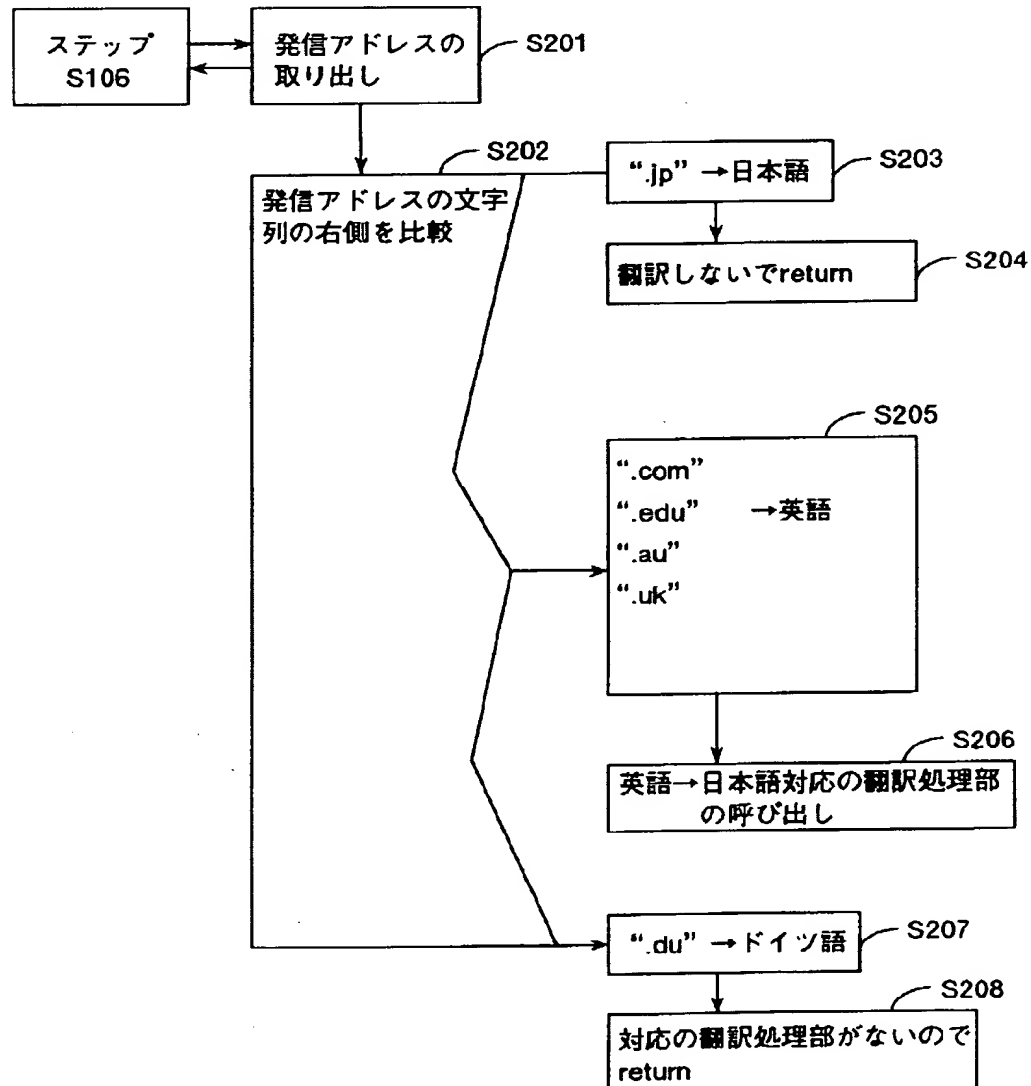 ステップ
S106
発信アドレスの
取り出し
S201
S202
発信アドレスの文字
列の右側を比較
“.jp” →日本語
S203
翻訳しないでreturn
S204
S205
“.com”
“.edu” →英語
“.au”
“.uk”
S206
英語→日本語対応の翻訳処理部
の呼び出し
“.du” →ドイツ語
S207
S208
対応の翻訳処理部がないので
return